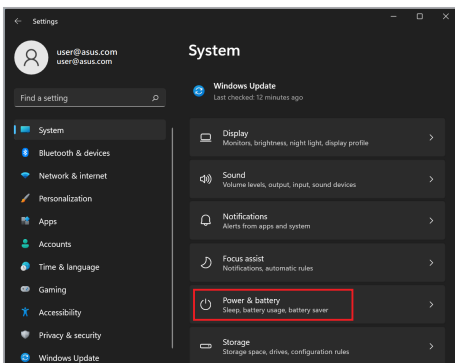 Settings
user@asus.com
user@asus.com
Find a setting
System
Bluetooth & devices
Network & internet
Personalization
Apps
Accounts
Time & language
Gaming
Accessibility
Privacy & security
Windows Update
System
Windows Update
Last checked: 12 minutes ago
Display
Monitors, brightness, night light, display profile
Sound
Volume levels, output, input, sound devices
Notifications
Alerts from apps and system
Focus assist
Notifications, automatic rules
Power & battery
Sleep, battery usage, battery saver
Storage
Storage space, drives, configuration rules